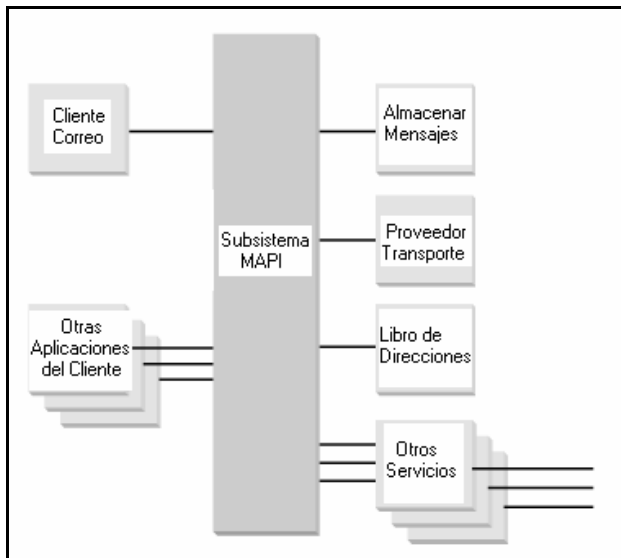 Cliente
Correo
Almacenar
Mensajes
Subsistema
MAPI
Proveedor
Transporte
Otras
Aplicaciones
del Cliente
Libro de
Direcciones
Otros
Servicios